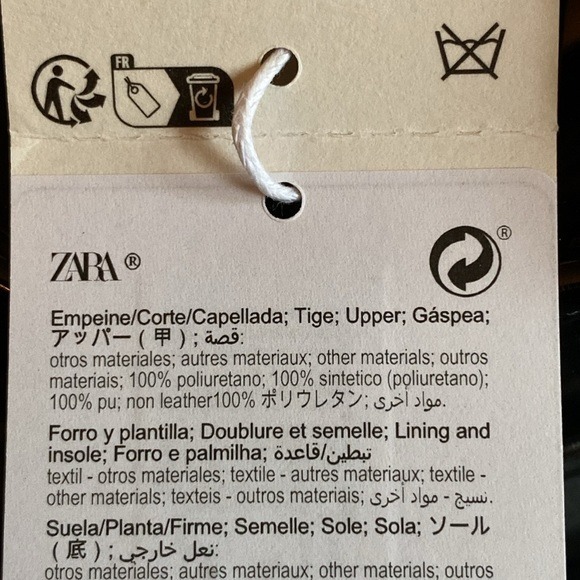 FR
ZARA®
®
Empeine/Corte/Capellada; Tige; Upper; Gáspea;
アッパー ( 甲 ) ; قصة:
otros materiales; autres materiaux; other materials; outros
materiais; 100% poliuretano; 100% sintetico (poliuretano);
100% pu; non leather100% ポリウレタン; مواد أخرى.
Forro y plantilla; Doublure et semelle; Lining and
insole; Forro e palmilha; تبطين/قاعدة
textil - otros materiales; textile - autres materiaux; textile -
other materials; texteis - outros materiais; نسيج - مواد أخرى.
Suela/Planta/Firme; Semelle; Sole; Sola; ソール
( 底 ) ; نعل خارجي:
otros materiales; autres materiaux; other materials; outros